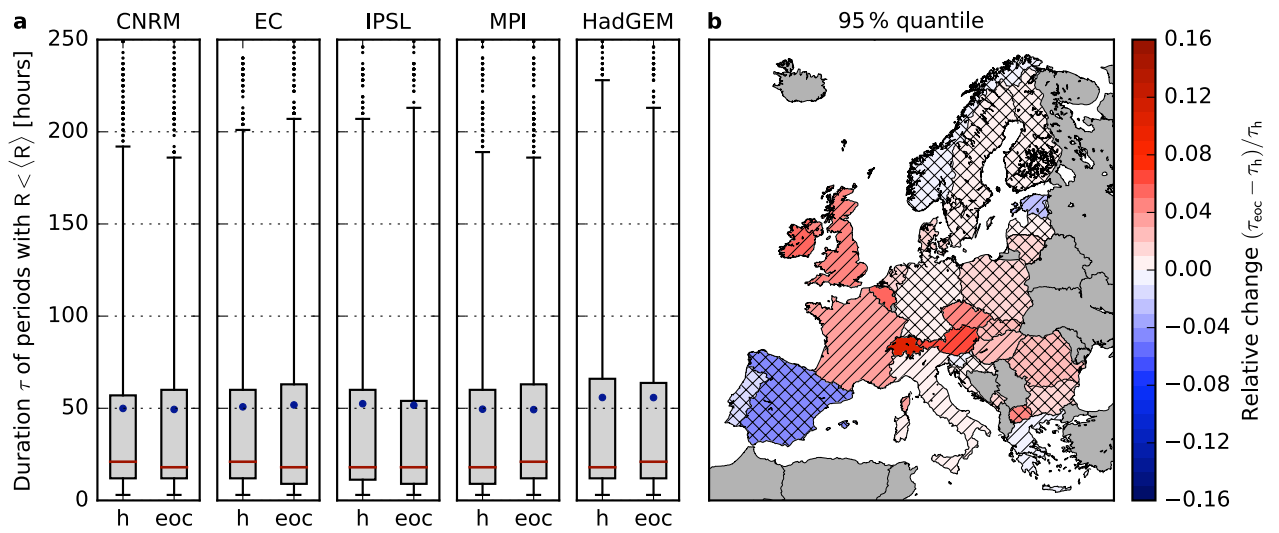 a
CNRM
EC
IPSL
MPI
HadGEM
b
95 % quantile
Duration τ of periods with R < ⟨R⟩ [hours]
250
200
150
100
50
0
h eoc
h eoc
h eoc
h eoc
h eoc
0.16
0.12
0.08
0.04
0.00
−0.04
−0.08
−0.12
−0.16
Relative change (τeoc − τh)/τh